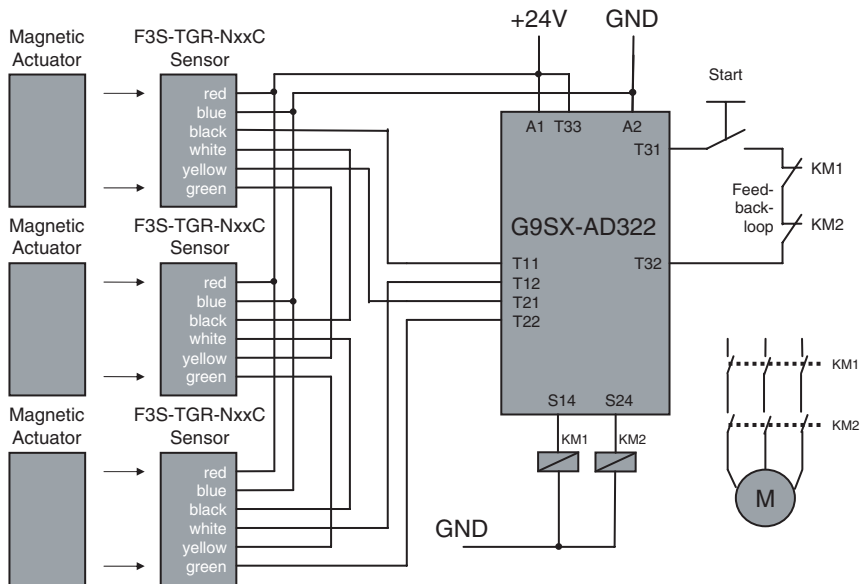 +24V
GND
Magnetic
Actuator
F3S-TGR-NxxC
Sensor
red
blue
black
white
yellow
green
Magnetic
Actuator
F3S-TGR-NxxC
Sensor
red
blue
black
white
yellow
green
Magnetic
Actuator
F3S-TGR-NxxC
Sensor
red
blue
black
white
yellow
green
A1
T33
A2
T31
G9SX-AD322
T11
T12
T21
T22
T32
S14
S24
KM1
KM2
GND
Start
KM1
Feed-
back-
loop
KM2
KM1
KM2
M